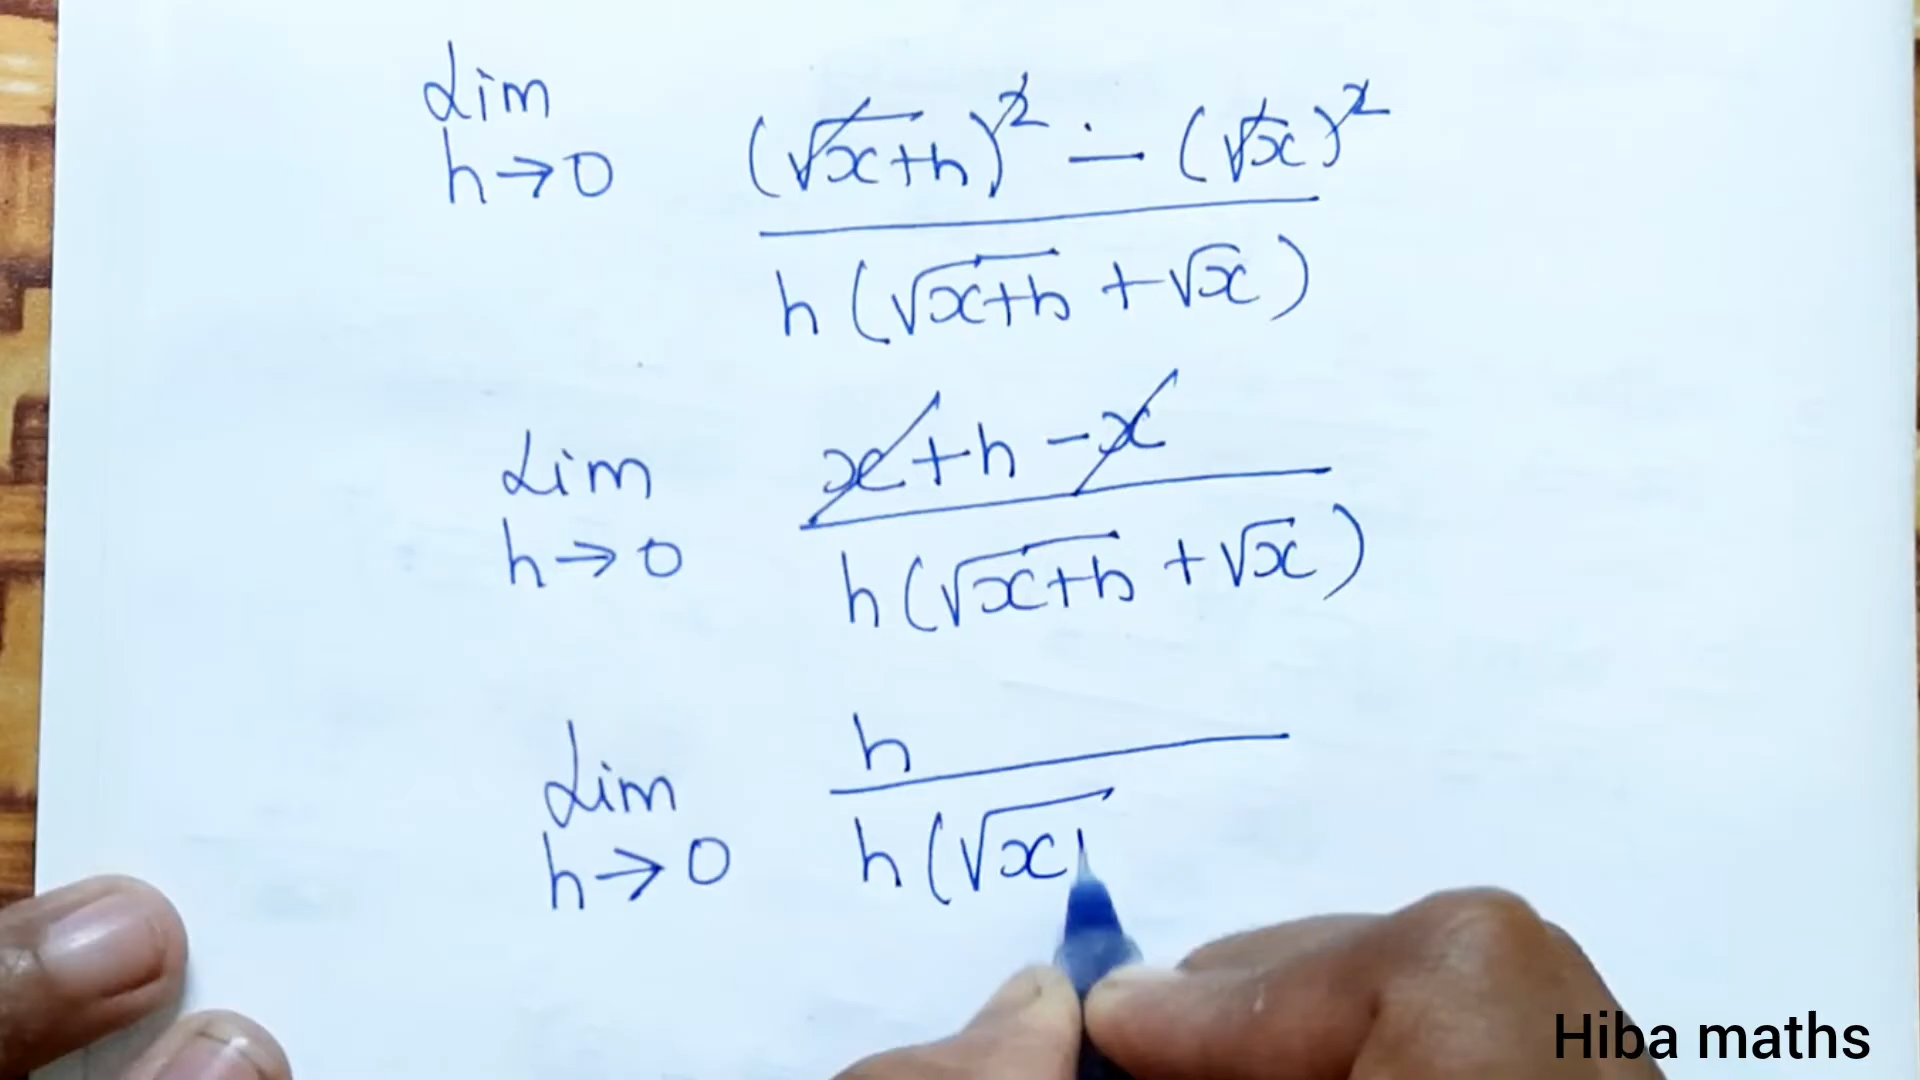 Lim (√x+h)² - (√x)²
h→0 h(√x+h + √x)
Lim x+h-x
h→0 h(√x+h + √x)
Lim h
h→0 h(√x
Hiba maths